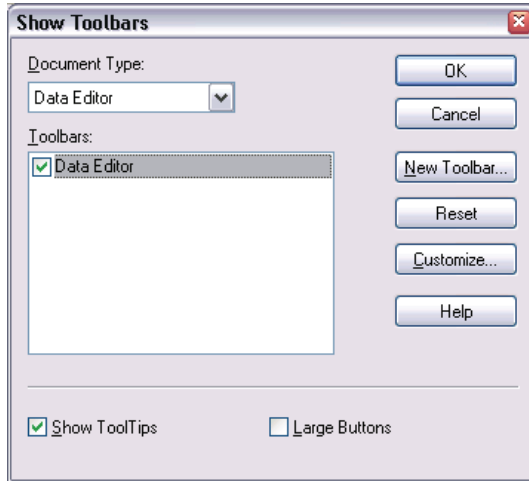 Show Toolbars
Document Type:
Data Editor
Toolbars:
Data Editor
OK
Cancel
New Toolbar...
Reset
Customize...
Help
Show ToolTips
Large Buttons